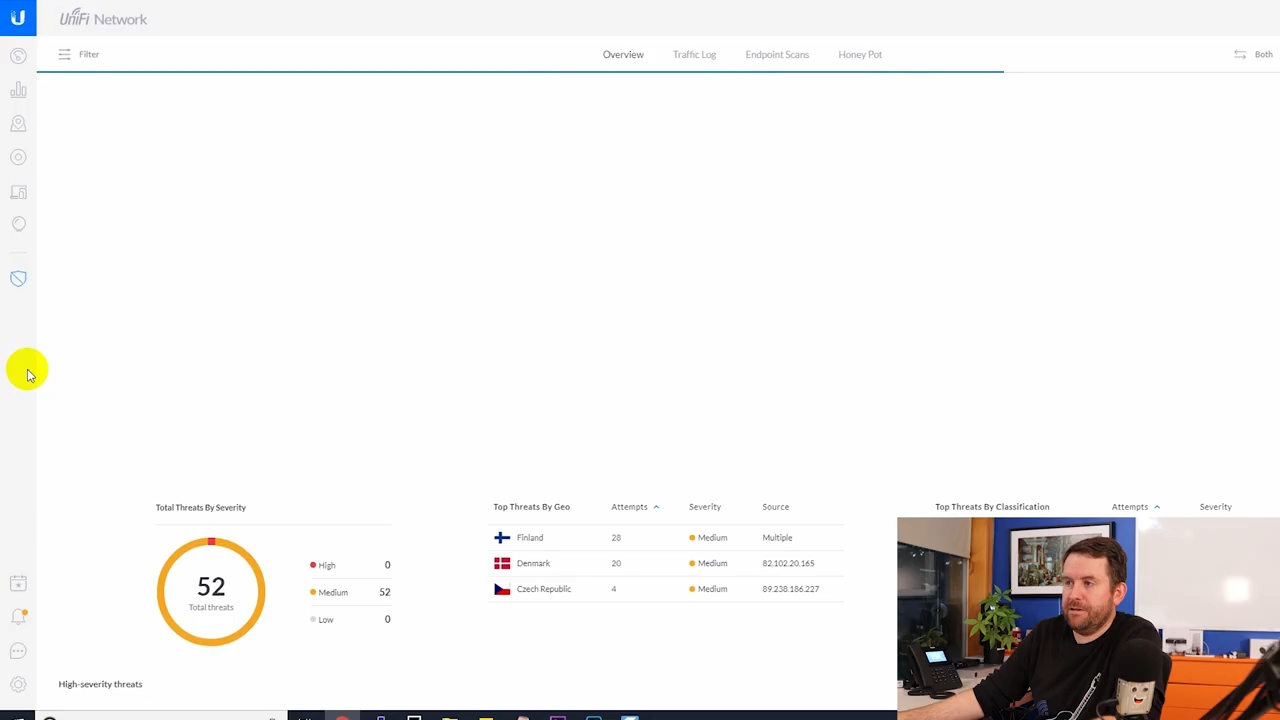 UniFi Network
Filter
Overview
Traffic Log
Endpoint Scans
Honey Pot
Both
Total Threats By Severity
52
Total threats
High 0
Medium 52
Low 0
Top Threats By Geo Attempts Severity Source
Finland 28 Medium Multiple
Denmark 20 Medium 82.102.20.165
Czech Republic 4 Medium 89.238.186.227
Top Threats By Classification Attempts Severity
High-severity threats